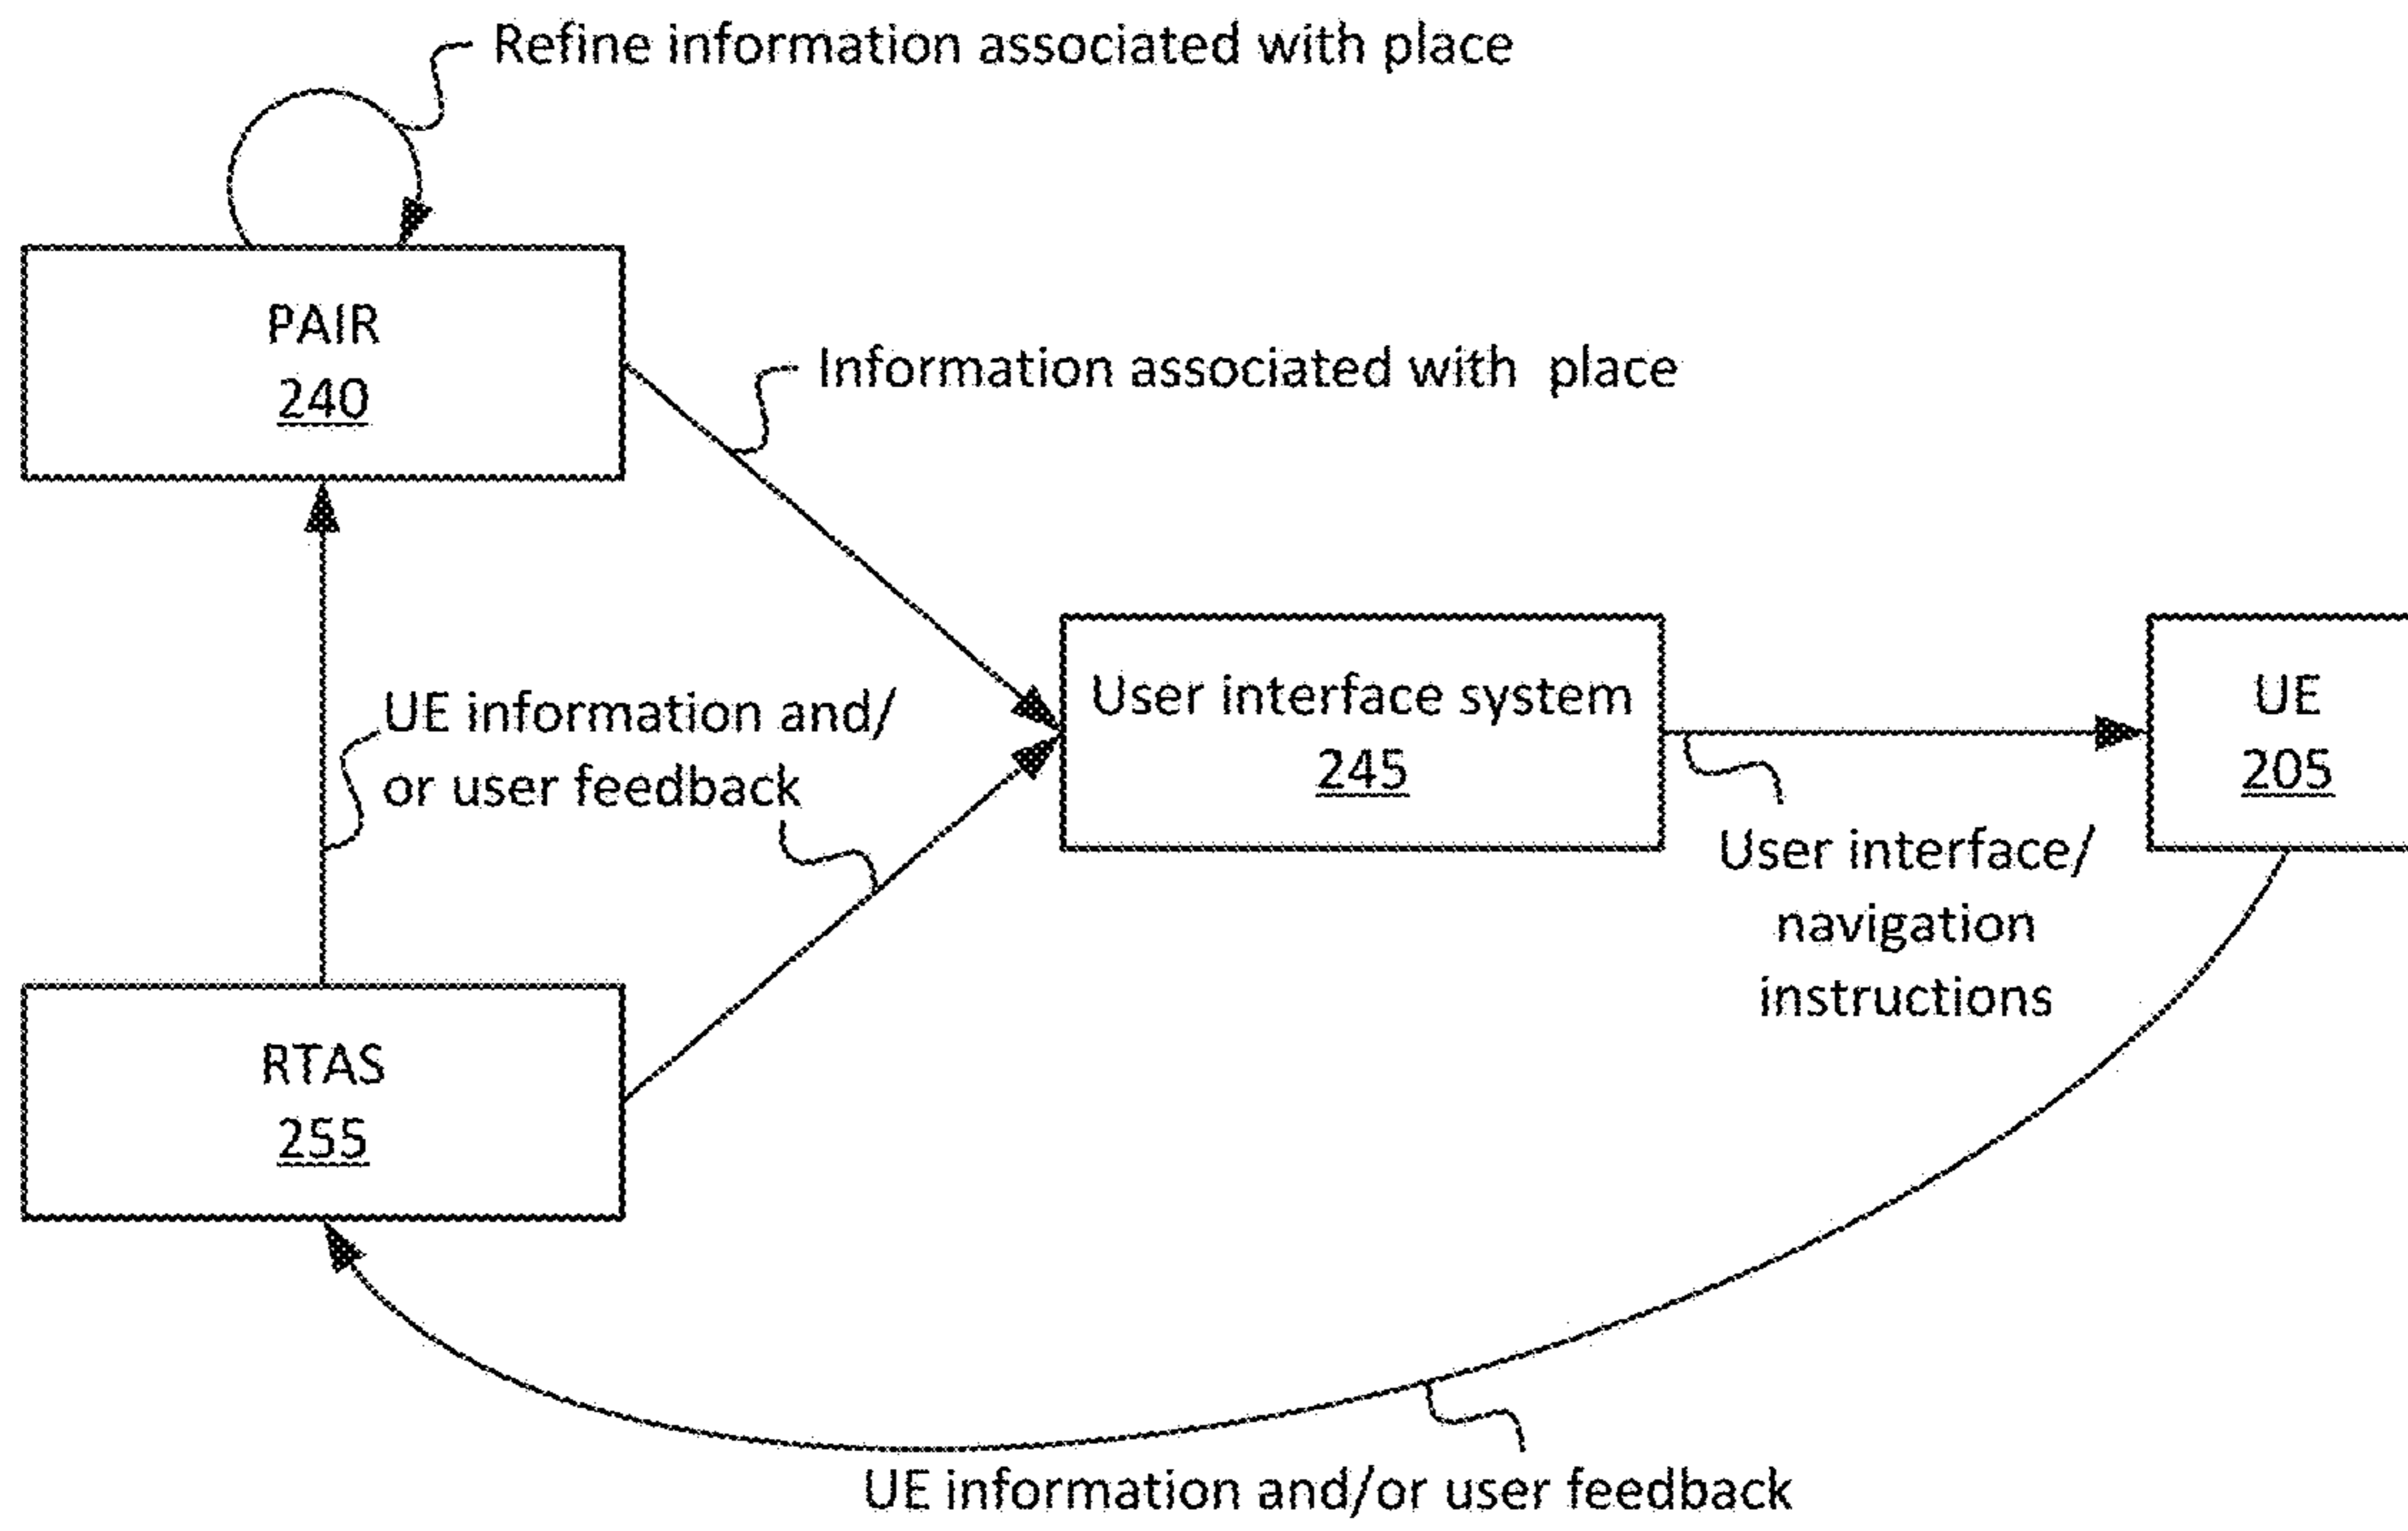 Refine information associated with place
PAIR
240
Information associated with place
UE information and/
or user feedback
User interface system
245
UE
205
User interface/
navigation
instructions
RTAS
255
UE information and/or user feedback